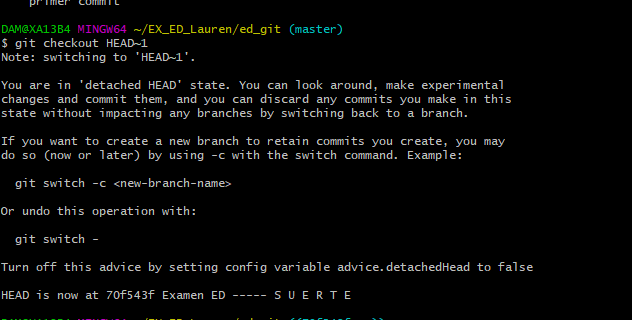 primer commit
DAM@XA13B4 MINGW64 ~/EX_ED_Lauren/ed_git (master)
$ git checkout HEAD~1
Note: switching to 'HEAD~1'.
You are in 'detached HEAD' state. You can look around, make experimental
changes and commit them, and you can discard any commits you make in this
state without impacting any branches by switching back to a branch.
If you want to create a new branch to retain commits you create, you may
do so (now or later) by using -c with the switch command. Example:
git switch -c <new-branch-name>
Or undo this operation with:
git switch -
Turn off this advice by setting config variable advice.detachedHead to false
HEAD is now at 70f543f Examen ED ----- S U E R T E